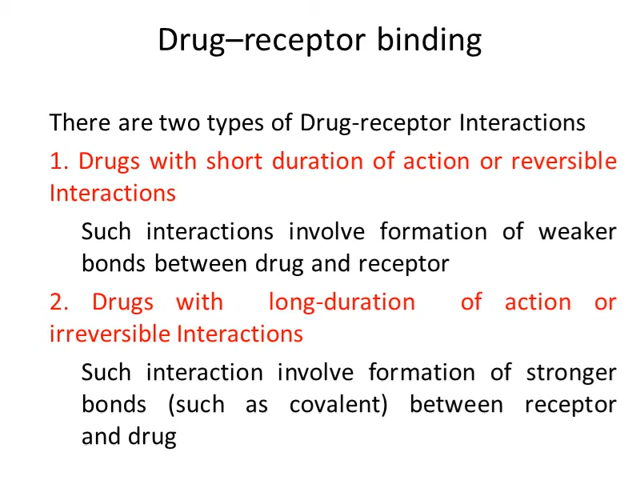 Drug–receptor binding
There are two types of Drug-receptor Interactions
1. Drugs with short duration of action or reversible
Interactions
Such interactions involve formation of weaker
bonds between drug and receptor
2. Drugs with long-duration of action or
irreversible Interactions
Such interaction involve formation of stronger
bonds (such as covalent) between receptor
and drug